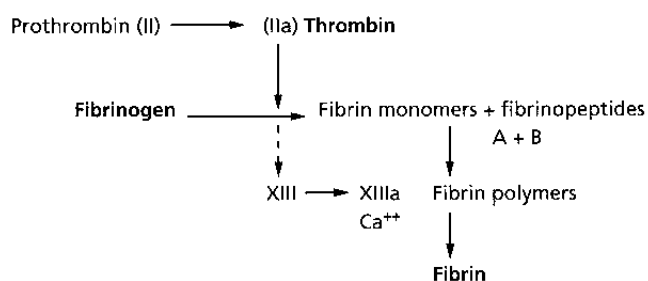 Prothrombin (II) (IIa) Thrombin
Fibrinogen Fibrin monomers + fibrinopeptides
A + B
XIII XIIIa Fibrin polymers
Ca⁺⁺
Fibrin